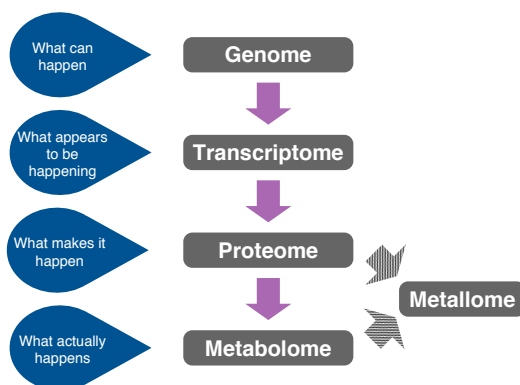 What can
happen
Genome
What appears
to be
happening
Transcriptome
What makes it
happen
Proteome
Metallome
What actually
happens
Metabolome